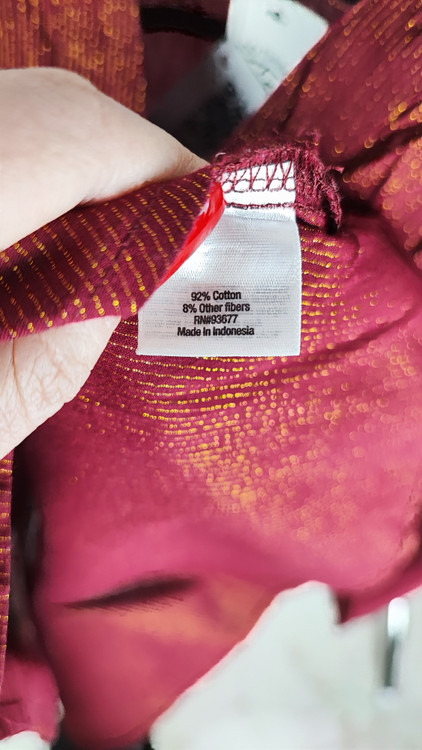 92% Cotton
8% Other fibers
RN#93677
Made in Indonesia